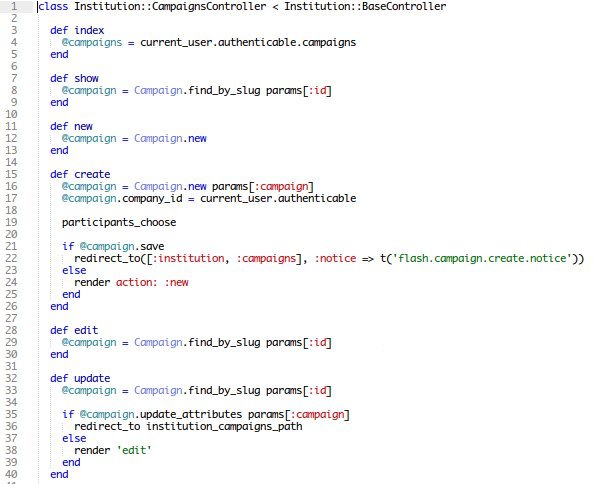 1 class Institution::CampaignsController < Institution::BaseController
2
3 def index
4 @campaigns = current_user.authenticable.campaigns
5 end
6
7 def show
8 @campaign = Campaign.find_by_slug params[:id]
9 end
10
11 def new
12 @campaign = Campaign.new
13 end
14
15 def create
16 @campaign = Campaign.new params[:campaign]
17 @campaign.company_id = current_user.authenticable
18
19 participants_choose
20
21 if @campaign.save
22 redirect_to([:institution, :campaigns], :notice => t('flash.campaign.create.notice'))
23 else
24 render action: :new
25 end
26 end
27
28 def edit
29 @campaign = Campaign.find_by_slug params[:id]
30 end
31
32 def update
33 @campaign = Campaign.find_by_slug params[:id]
34
35 if @campaign.update_attributes params[:campaign]
36 redirect_to institution_campaigns_path
37 else
38 render 'edit'
39 end
40 end